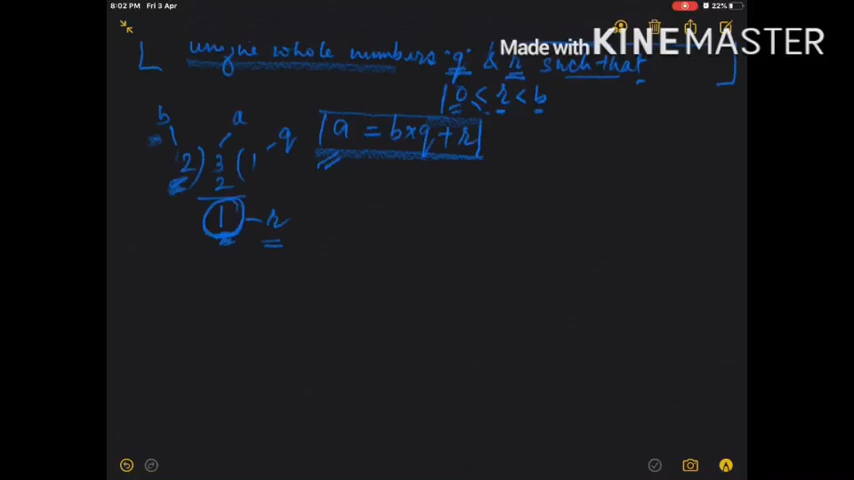 8:02 PM Fri 3 Apr 22%
Made with KINEMASTER
[ unique whole numbers 'q' & r such that ]
0 ≤ r < b
b a q
a = b×q + r
2 ) 3 ( 1
2
1 - r